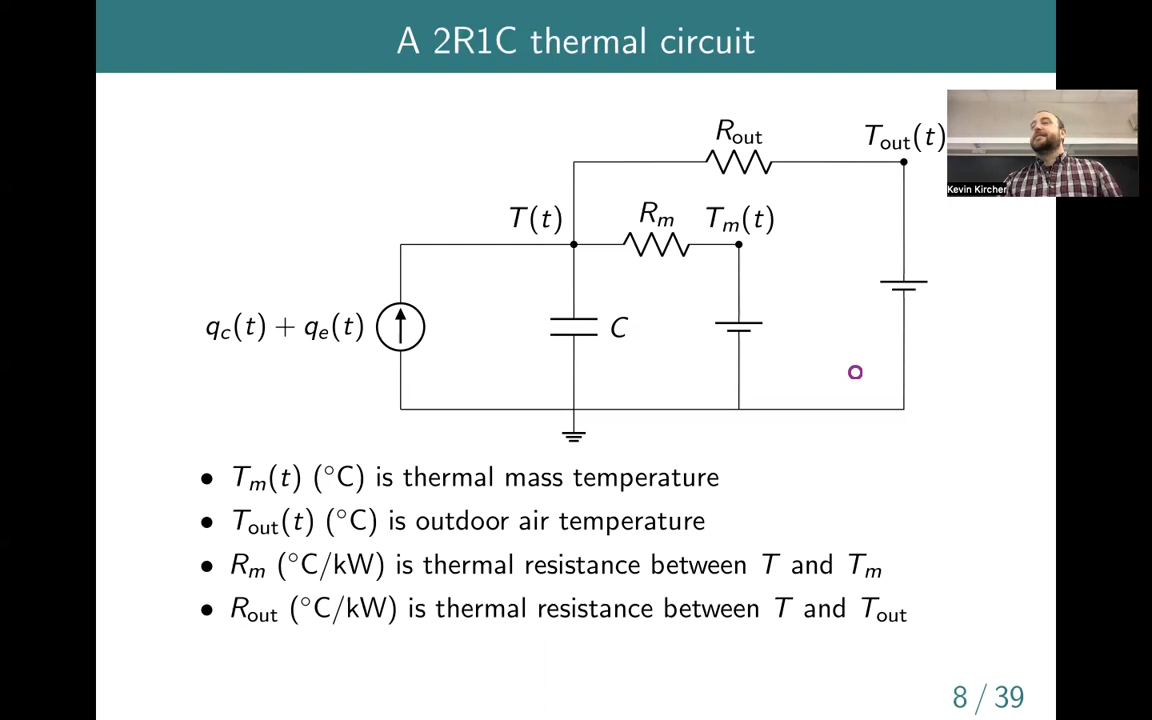 A 2R1C thermal circuit
R_out
T_out(t)
T(t)
R_m
T_m(t)
q_c(t) + q_e(t)
C
Kevin Kircher
• T_m(t) (°C) is thermal mass temperature
• T_out(t) (°C) is outdoor air temperature
• R_m (°C/kW) is thermal resistance between T and T_m
• R_out (°C/kW) is thermal resistance between T and T_out
8 / 39